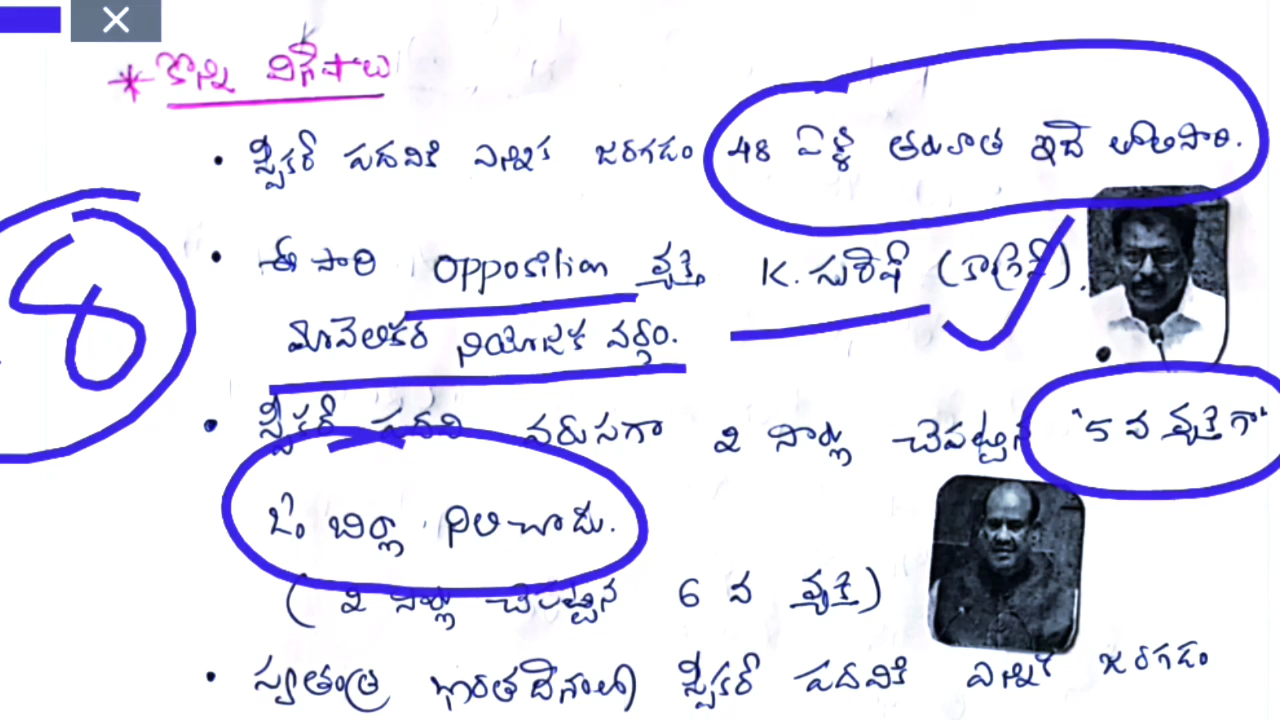 * కొన్ని విశేషాలు
• స్పీకర్ పదవికి ఎన్నిక జరగడం 48 ఏళ్ల తరువాత ఇదే తొలిసారి.
8
• ఈ సారి opposition వ్యక్తి K. సురేష్ (కాంగ్రెస్).
మావెలికర నియోజక వర్గం.
• స్పీకర్ పదవి వరుసగా 2 సార్లు చేపట్టిన '5 వ వ్యక్తిగా'
ఓం బిర్లా నిలిచాడు.
( 2 సార్లు చేపట్టిన 6 వ వ్యక్తి)
• స్వతంత్ర భారతదేశంలో స్పీకర్ పదవికి ఎన్నిక జరగడం